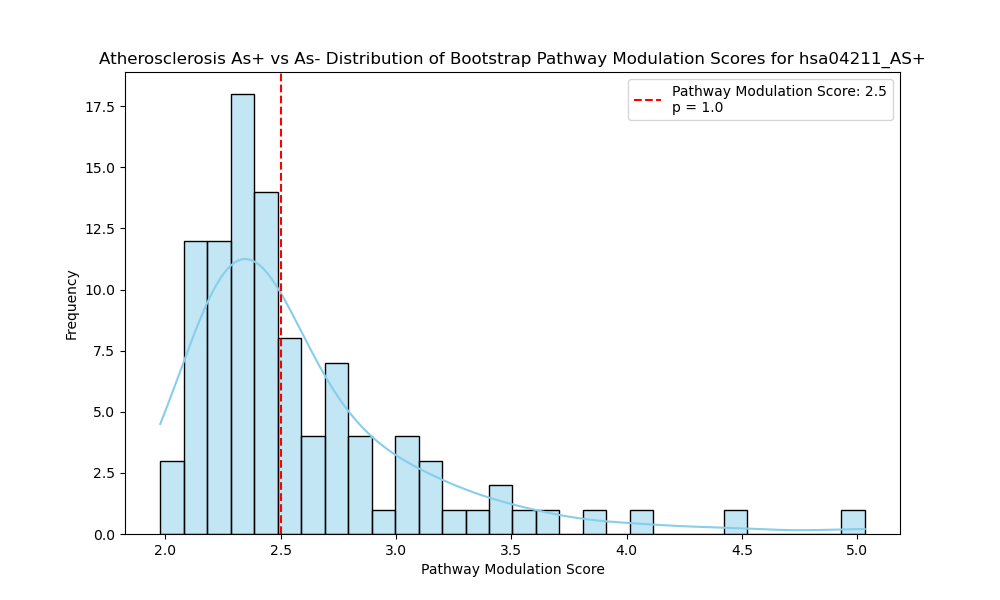 Atherosclerosis As+ vs As- Distribution of Bootstrap Pathway Modulation Scores for hsa04211_AS+
Pathway Modulation Score: 2.5
p = 1.0
17.5
15.0
12.5
10.0
7.5
5.0
2.5
0.0
Frequency
2.0 2.5 3.0 3.5 4.0 4.5 5.0
Pathway Modulation Score